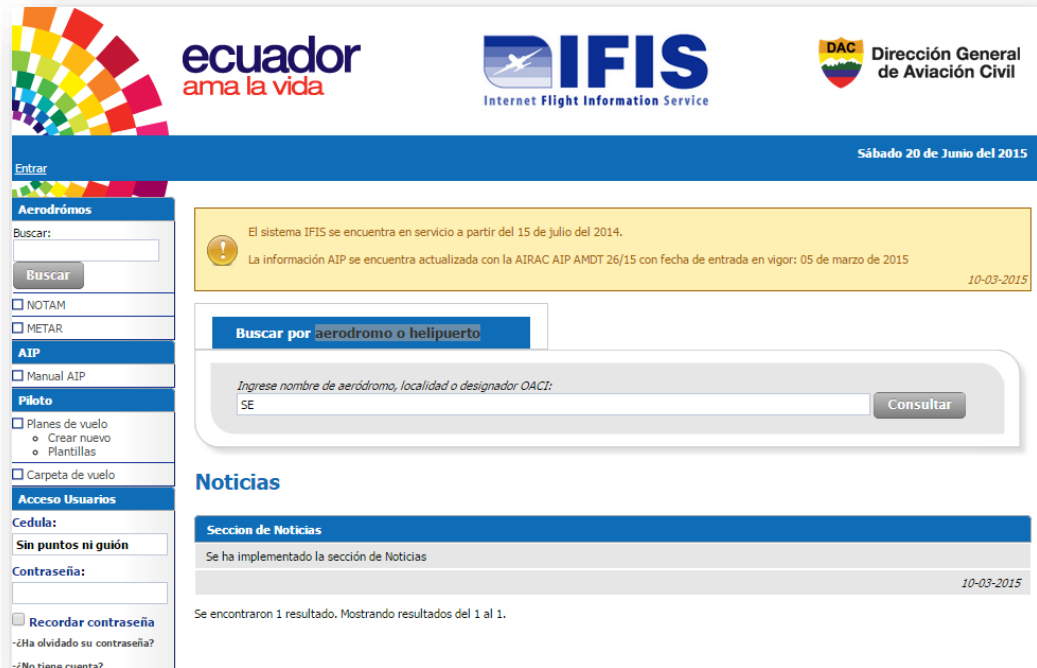 ecuador
ama la vida
IFIS
Internet Flight Information Service
DAC
Dirección General
de Aviación Civil
Sábado 20 de Junio del 2015
Entrar
Aerodrómos
Buscar:
Buscar
NOTAM
METAR
AIP
Manual AIP
Piloto
Planes de vuelo
Crear nuevo
Plantillas
Carpeta de vuelo
Acceso Usuarios
Cedula:
Sin puntos ni guión
Contraseña:
Recordar contraseña
-¿Ha olvidado su contraseña?
-¿No tiene cuenta?
El sistema IFIS se encuentra en servicio a partir del 15 de julio del 2014.
La información AIP se encuentra actualizada con la AIRAC AIP AMDT 26/15 con fecha de entrada en vigor: 05 de marzo de 2015
10-03-2015
Buscar por aerodromo o helipuerto
Ingrese nombre de aeródromo, localidad o designador OACI:
SE
Consultar
Noticias
Seccion de Noticias
Se ha implementado la sección de Noticias
10-03-2015
Se encontraron 1 resultado. Mostrando resultados del 1 al 1.